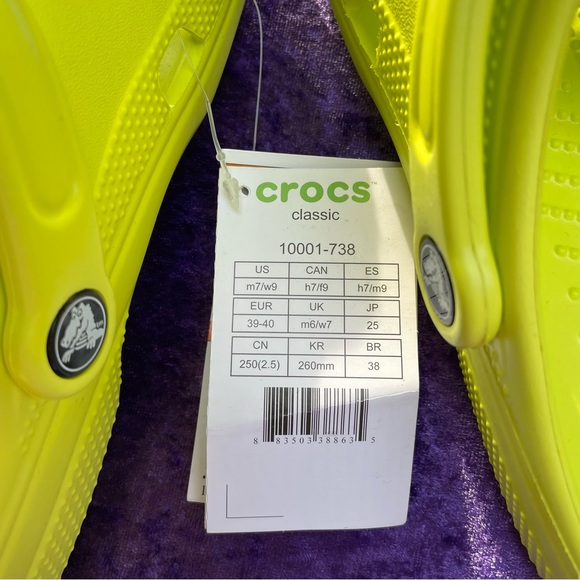 crocs™
classic
10001-738
US CAN ES
m7/w9 h7/f9 h7/m9
EUR UK JP
39-40 m6/w7 25
CN KR BR
250(2.5) 260mm 38
8 83503 38863 5